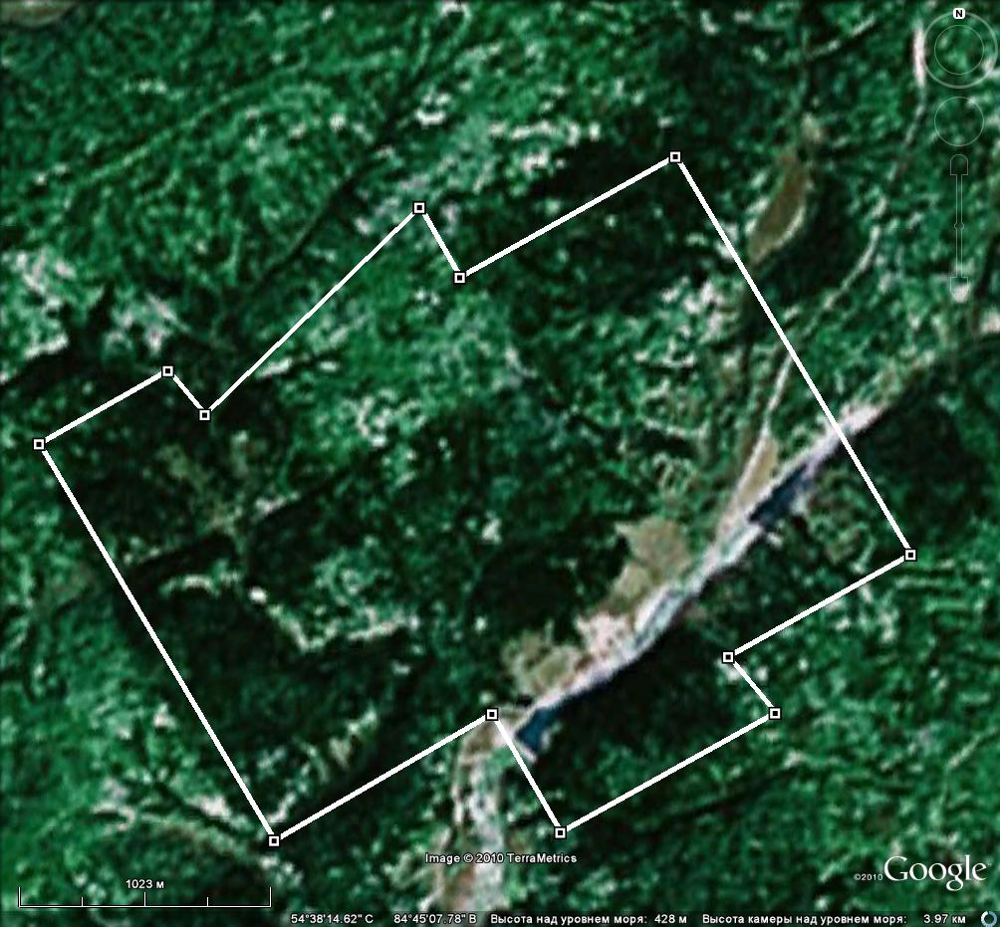 N
Image © 2010 TerraMetrics
©2010 Google
1023 м
54°38'14.62" С 84°45'07.78" В Высота над уровнем моря: 428 м Высота камеры над уровнем моря: 3.97 км